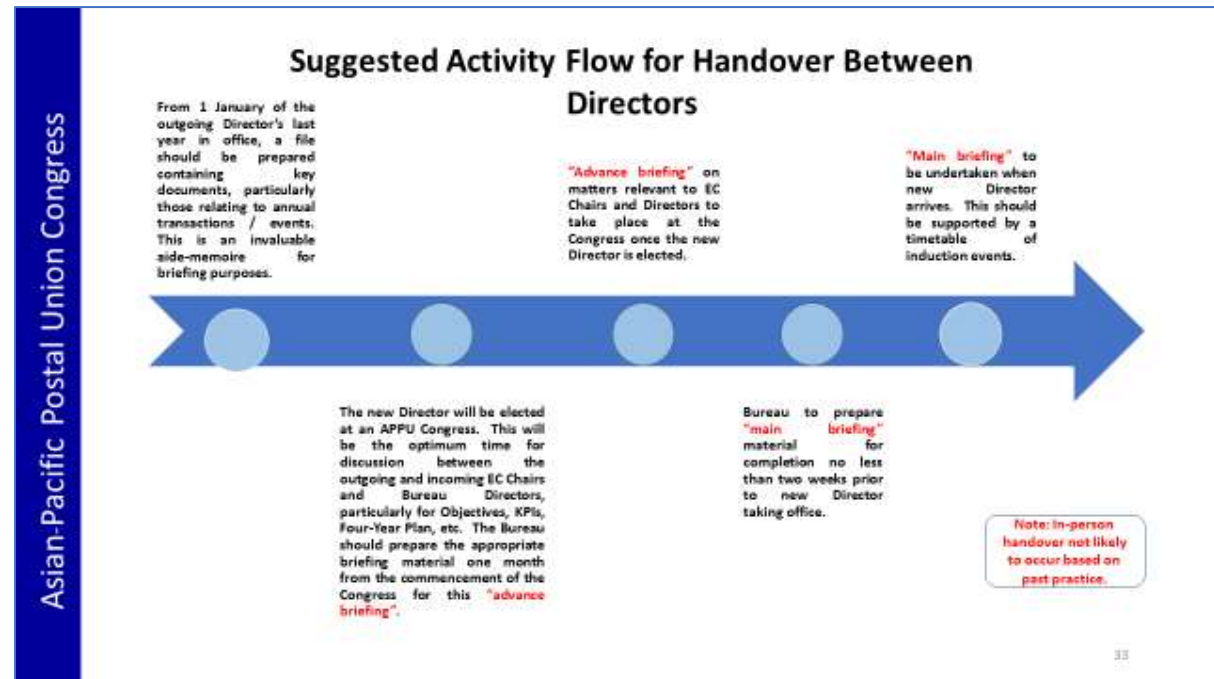 Asian-Pacific Postal Union Congress
Suggested Activity Flow for Handover Between
Directors
From 1 January of the
outgoing Director's last
year in office, a file
should be prepared
containing key
documents, particularly
those relating to annual
transactions / events.
This is an invaluable
aide-memoire for
briefing purposes.
The new Director will be elected
at an APPU Congress. This will
be the optimum time for
discussion between the
outgoing and incoming EC Chairs
and Bureau Directors,
particularly for Objectives, KPIs,
Four-Year Plan, etc. The Bureau
should prepare the appropriate
briefing material one month
from the commencement of the
Congress for this "advance
briefing".
"Advance briefing" on
matters relevant to EC
Chairs and Directors to
take place at the
Congress once the new
Director is elected.
Bureau to prepare
"main briefing"
material for
completion no less
than two weeks prior
to new Director
taking office.
"Main briefing" to
be undertaken when
new Director
arrives. This should
be supported by a
timetable of
induction events.
Note: In-person
handover not likely
to occur based on
past practice.
33